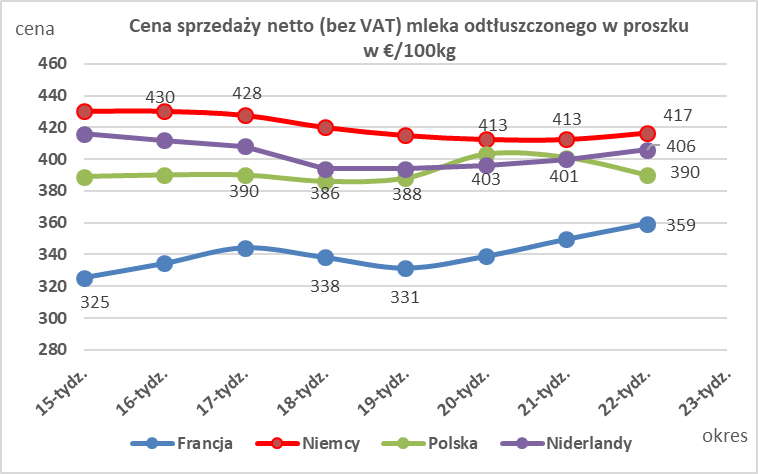 cena
Cena sprzedaży netto (bez VAT) mleka odtłuszczonego w proszku
w €/100kg
460
440
420
400
380
360
340
320
300
280
430
428
413
413
417
406
390
386
388
403
401
390
325
338
331
359
15-tydz.
16-tydz.
17-tydz.
18-tydz.
19-tydz.
20-tydz.
21-tydz.
22-tydz.
23-tydz.
okres
Francja
Niemcy
Polska
Niderlandy